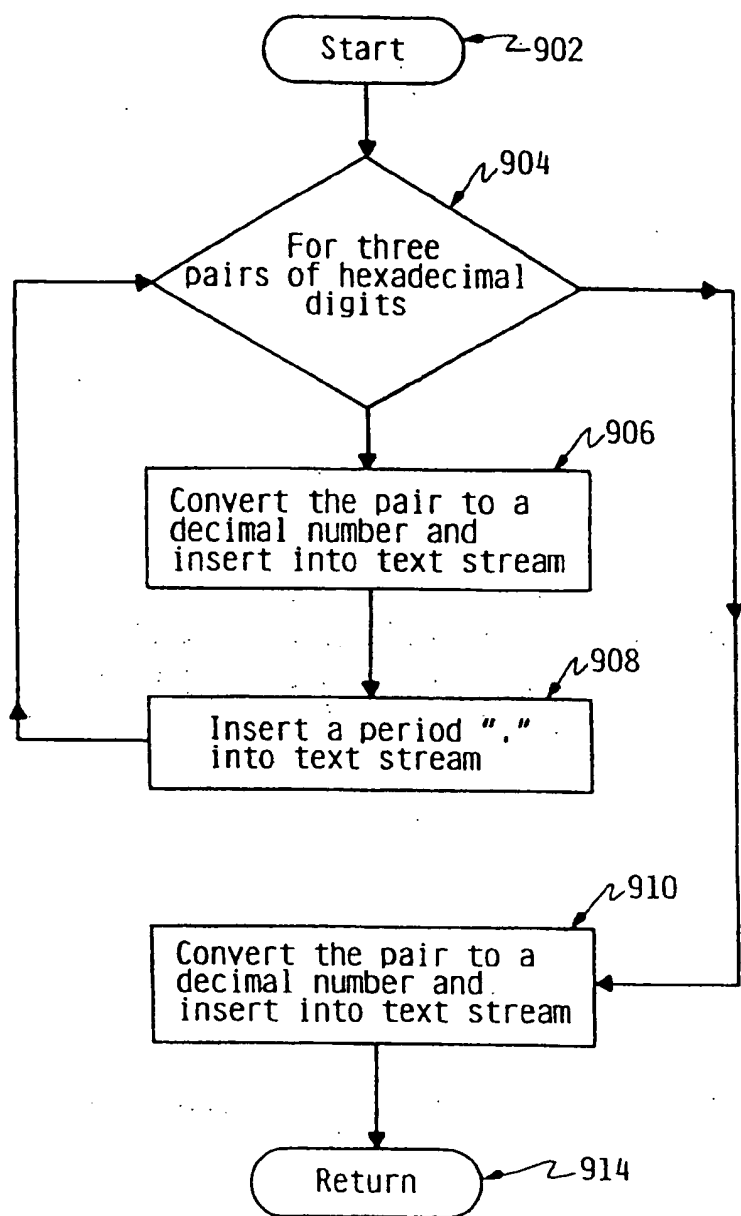 Start
902
904
For three
pairs of hexadecimal
digits
906
Convert the pair to a
decimal number and
insert into text stream
908
Insert a period "."
into text stream
910
Convert the pair to a
decimal number and
insert into text stream
Return
914